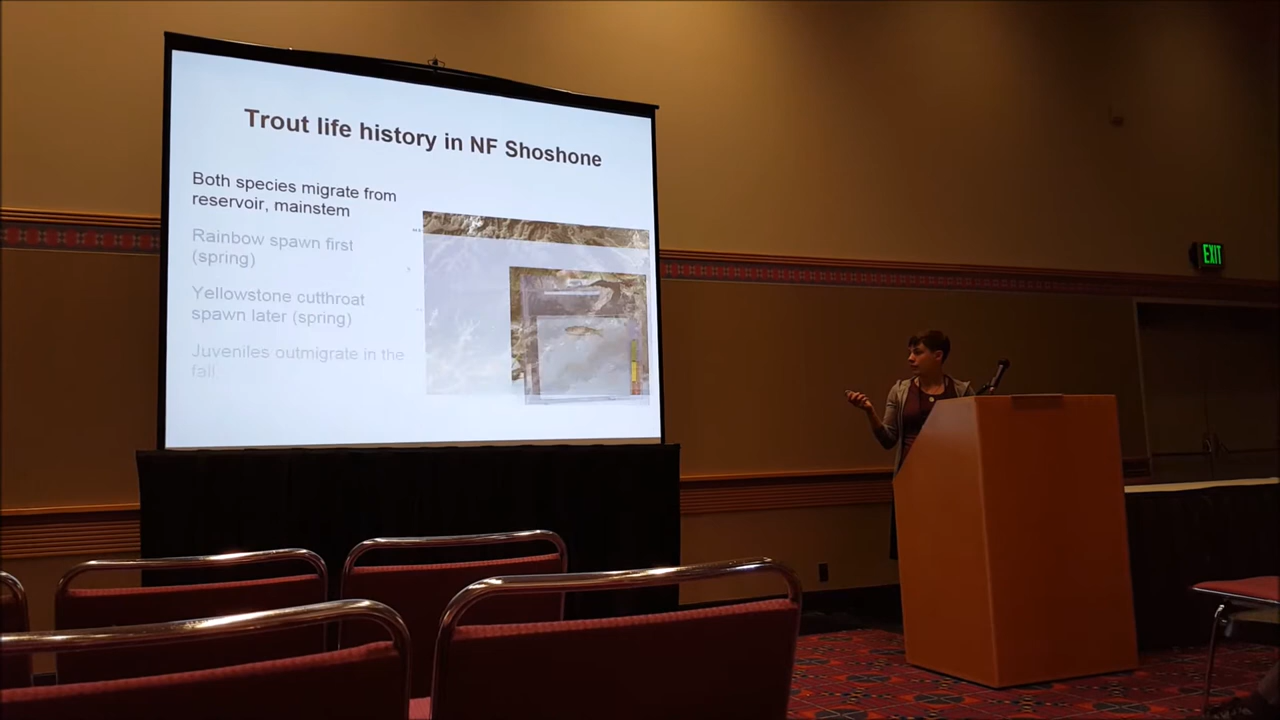 Trout life history in NF Shoshone
Both species migrate from
reservoir, mainstem
Rainbow spawn first
(spring)
Yellowstone cutthroat
spawn later (spring)
Juveniles outmigrate in the
fall
EXIT